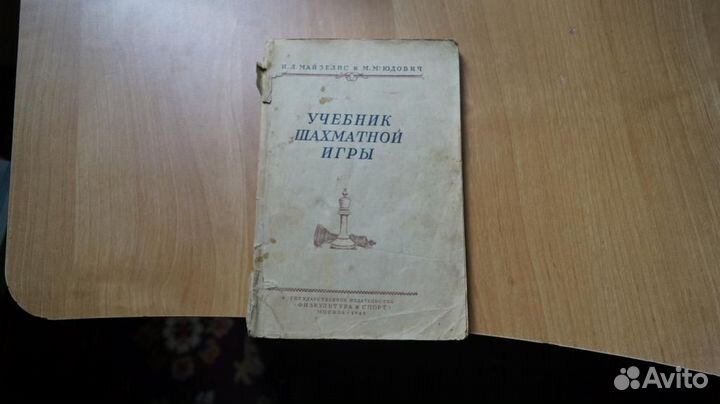 И. Л. МАЙЗЕЛИС и М. М. ЮДОВИЧ
УЧЕБНИК
ШАХМАТНОЙ
ИГРЫ
ГОСУДАРСТВЕННОЕ ИЗДАТЕЛЬСТВО
«ФИЗКУЛЬТУРА и СПОРТ»
МОСКВА
Avito